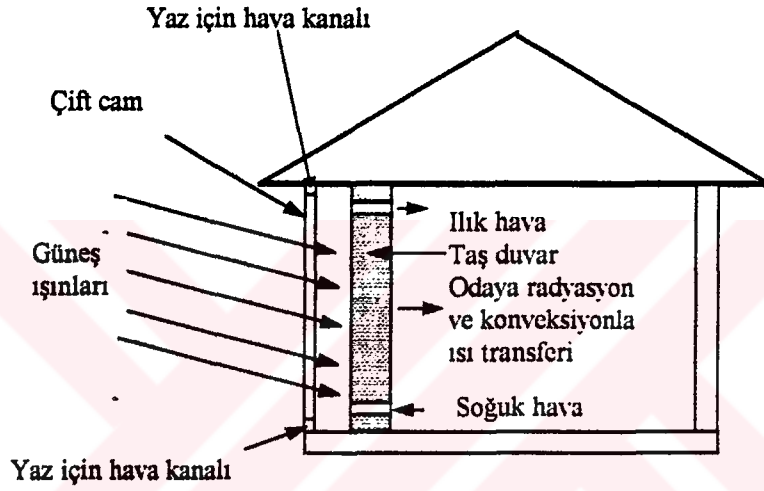 Yaz için hava kanalı
Çift cam
Güneş
ışınları
Ilık hava
Taş duvar
Odaya radyasyon
ve konveksiyonla
ısı transferi
Soğuk hava
Yaz için hava kanalı